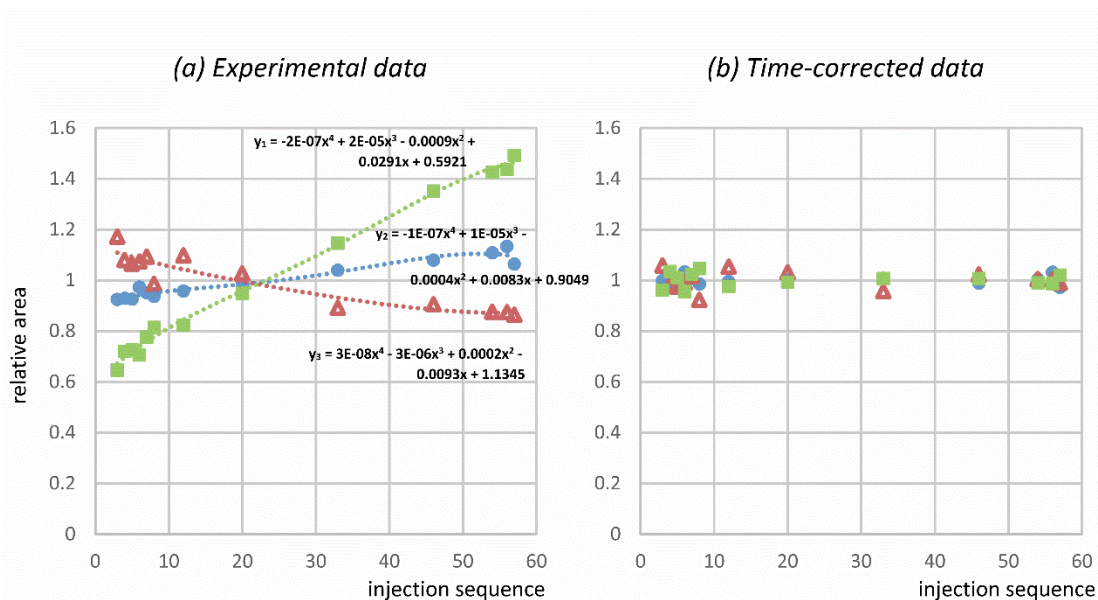 (a) Experimental data
(b) Time-corrected data
relative area
1.6
1.4
1.2
1
0.8
0.6
0.4
0.2
0
0 10 20 30 40 50 60
injection sequence
y₁ = -2E-07x⁴ + 2E-05x³ - 0.0009x² +
0.0291x + 0.5921
y₂ = -1E-07x⁴ + 1E-05x³ -
0.0004x² + 0.0083x + 0.9049
y₃ = 3E-08x⁴ - 3E-06x³ + 0.0002x² -
0.0093x + 1.1345
1.6
1.4
1.2
1
0.8
0.6
0.4
0.2
0
0 10 20 30 40 50 60
injection sequence